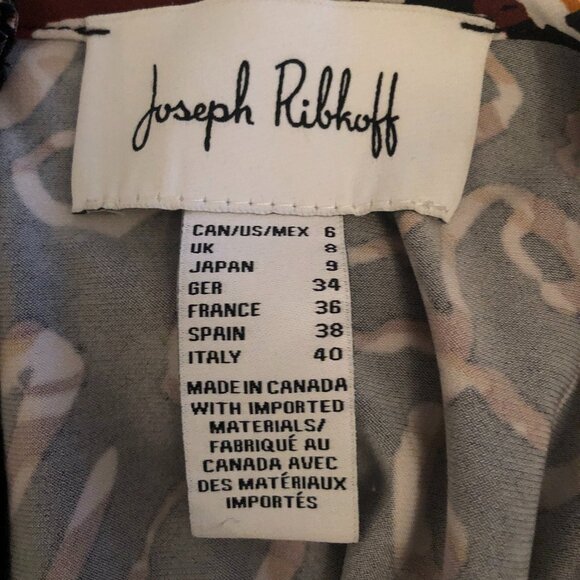 Joseph Ribkoff
CAN/US/MEX 6
UK 8
JAPAN 9
GER 34
FRANCE 36
SPAIN 38
ITALY 40
MADE IN CANADA
WITH IMPORTED
MATERIALS/
FABRIQUÉ AU
CANADA AVEC
DES MATÉRIAUX
IMPORTÉS